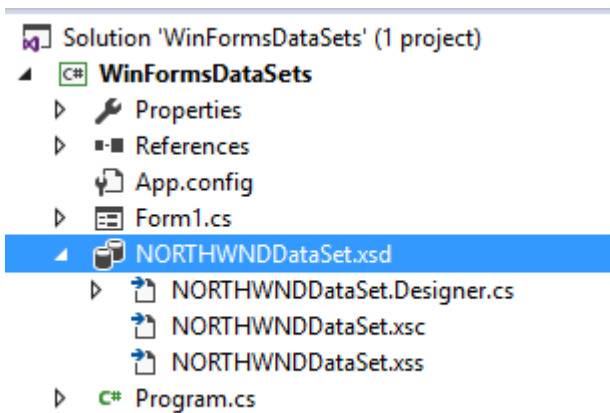 Solution 'WinFormsDataSets' (1 project)
C# WinFormsDataSets
Properties
References
App.config
Form1.cs
NORTHWNDDataSet.xsd
NORTHWNDDataSet.Designer.cs
NORTHWNDDataSet.xsc
NORTHWNDDataSet.xss
C# Program.cs